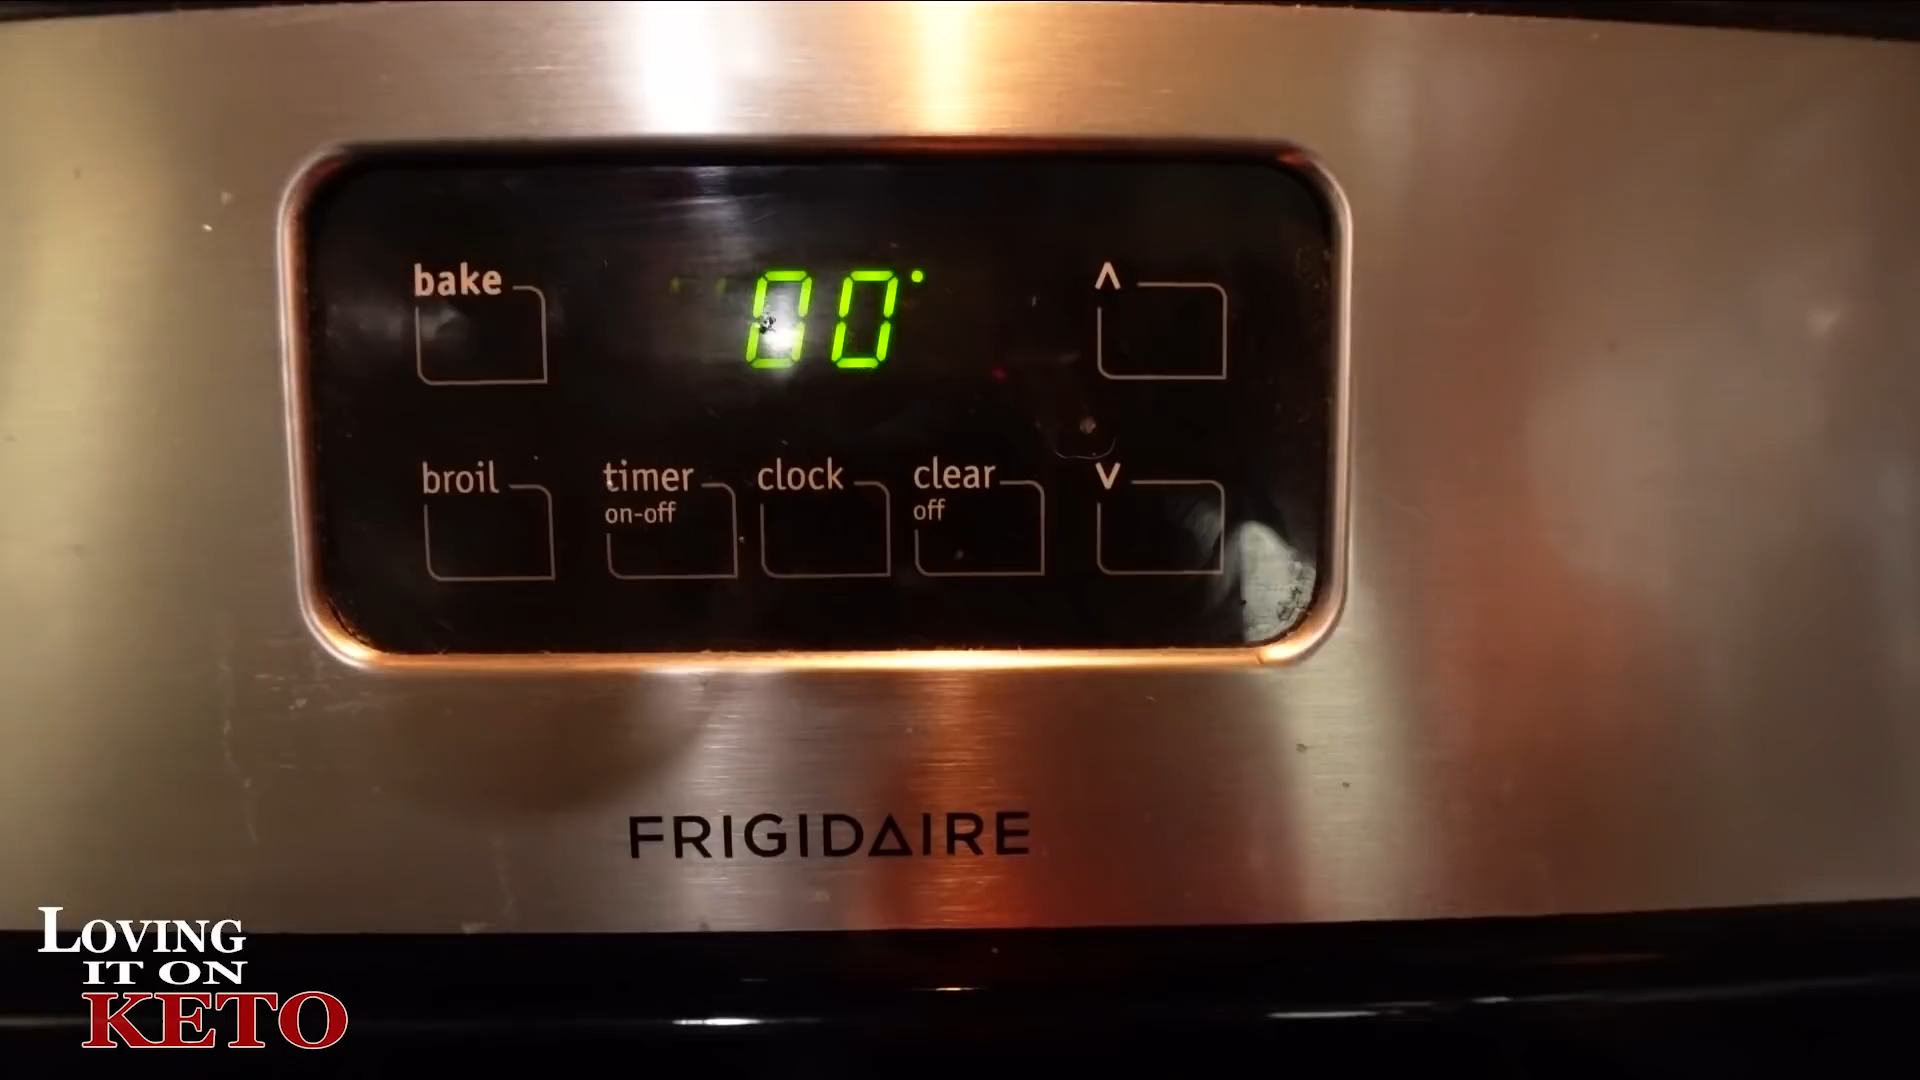 bake
00°
^
broil
timer
on-off
clock
clear
off
v
FRIGIDAIRE
LOVING
IT ON
KETO